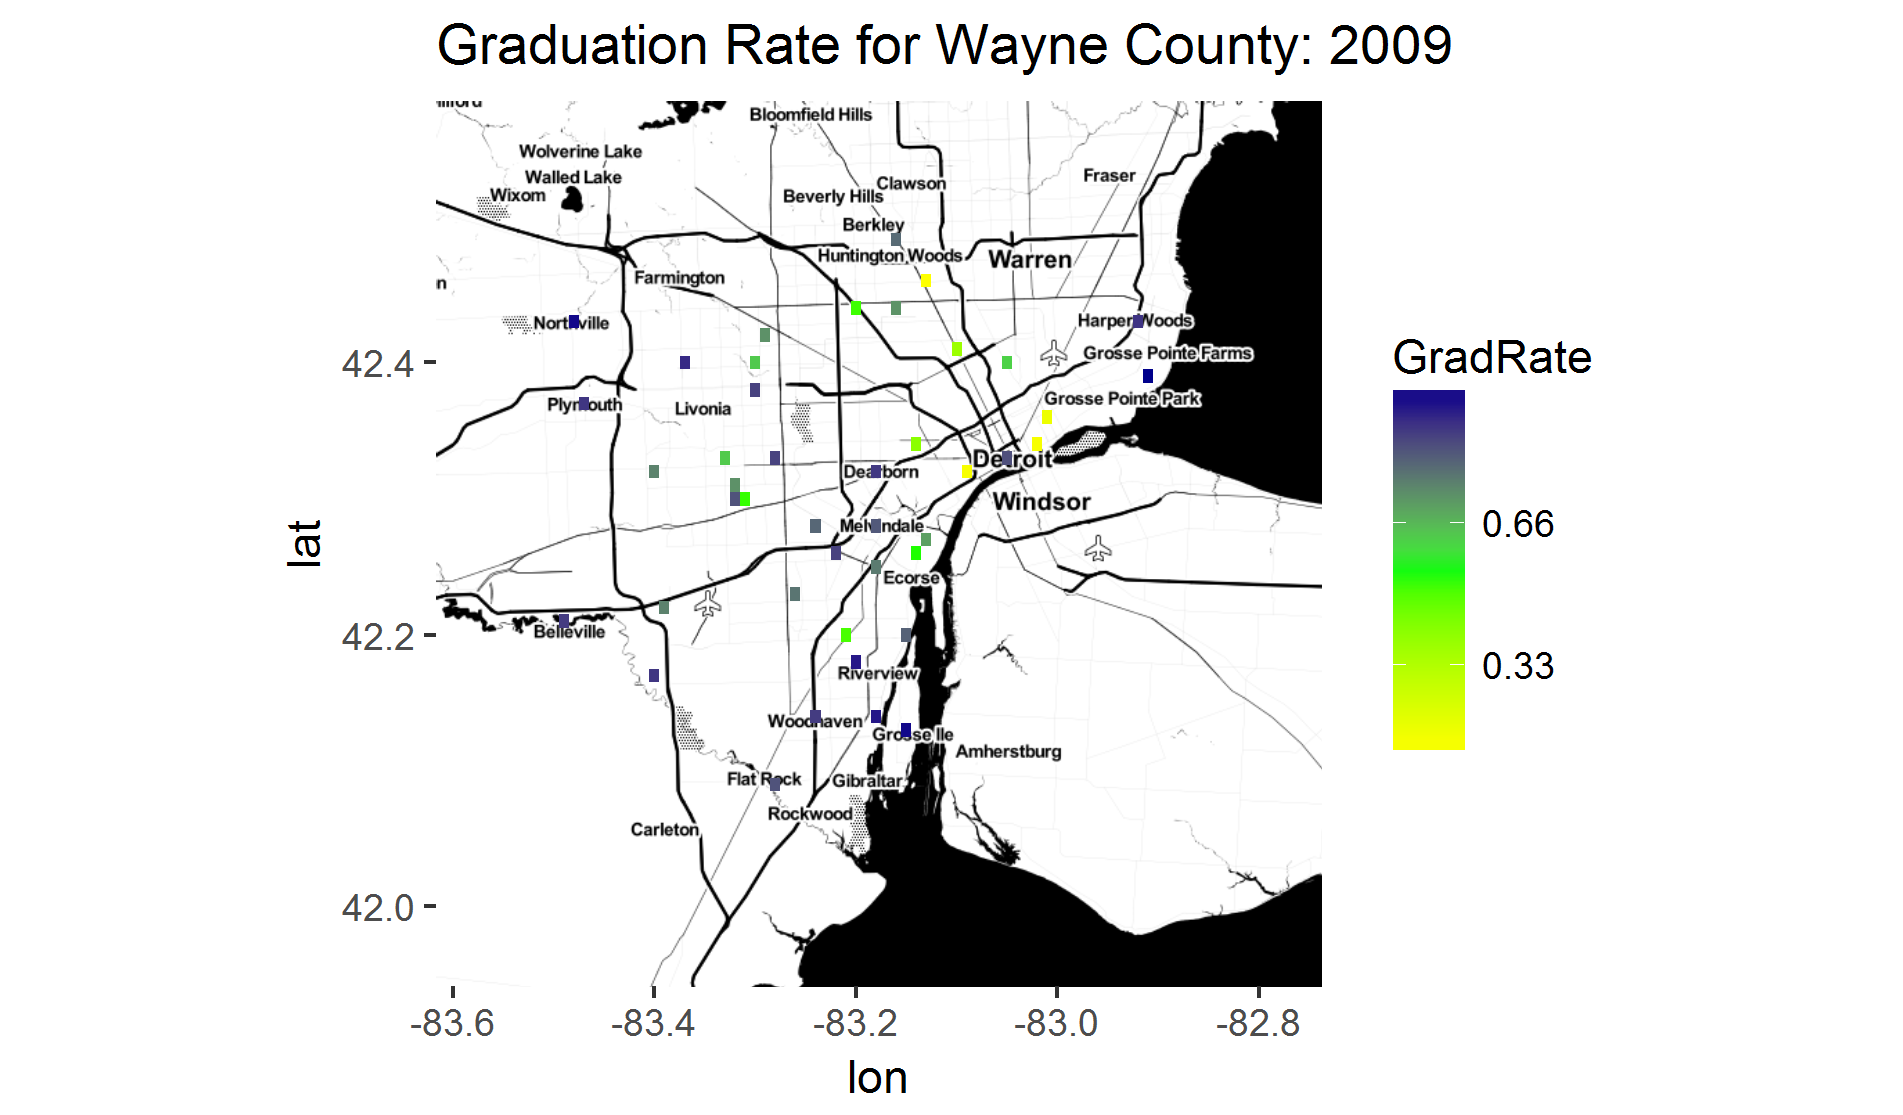 Graduation Rate for Wayne County: 2009
Bloomfield Hills
Wolverine Lake
Walled Lake
Wixom
Clawson
Fraser
Beverly Hills
Berkley
Huntington Woods
Warren
Farmington
n
Northville
Harper Woods
Grosse Pointe Farms
Plymouth
Livonia
Grosse Pointe Park
Dearborn
Detroit
Windsor
Melvindale
Ecorse
Belleville
Riverview
Woodhaven
Grosse Ile
Amherstburg
Flat Rock
Gibraltar
Rockwood
Carleton
42.4
42.2
42.0
lat
-83.6
-83.4
-83.2
-83.0
-82.8
lon
GradRate
0.66
0.33